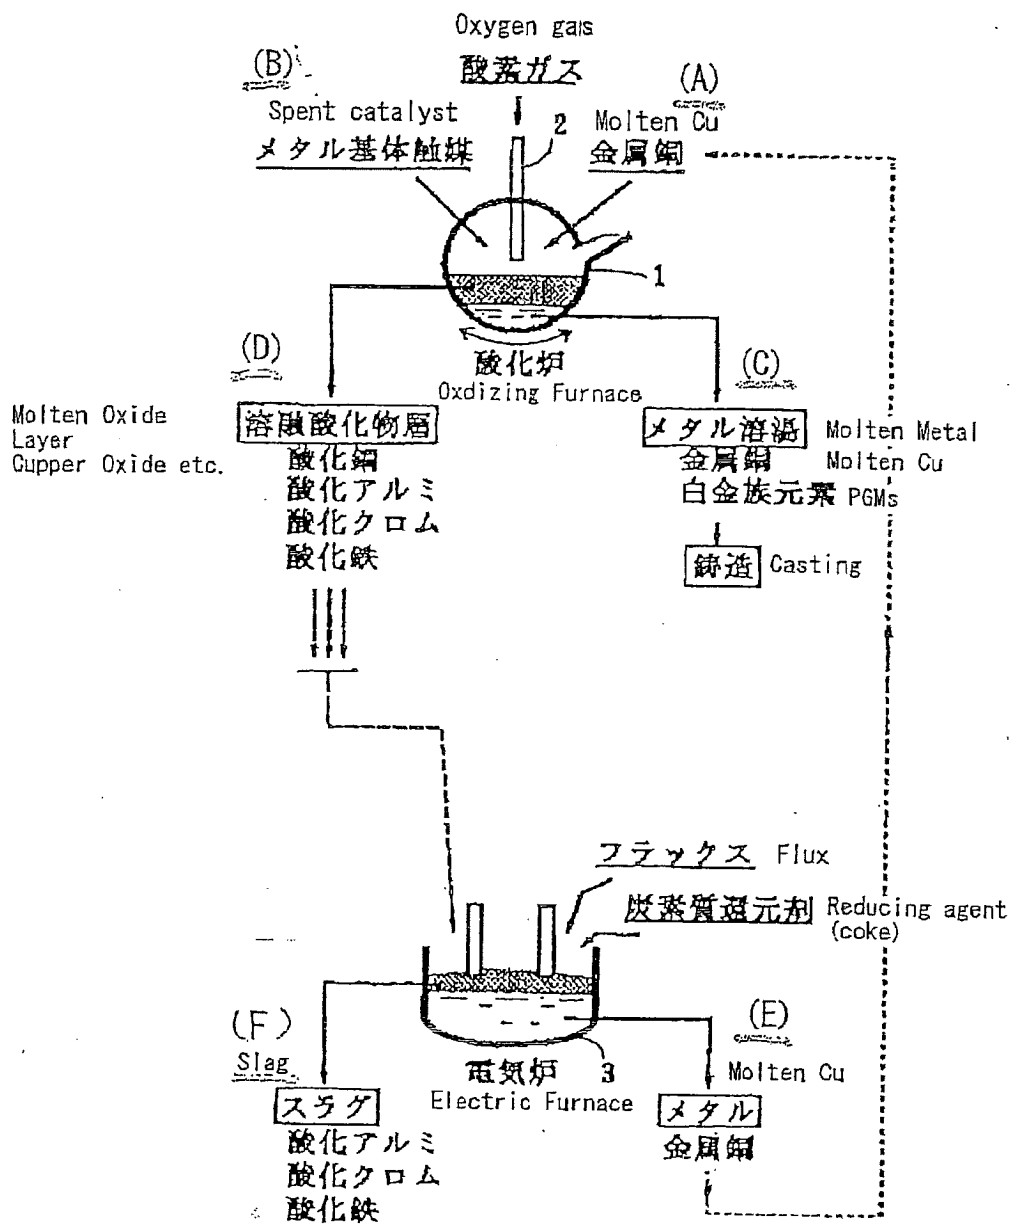 Oxygen gas
酸素ガス
(B)
(A)
Spent catalyst
メタル基体触媒
2
Molten Cu
金属銅
1
酸化炉
Oxdizing Furnace
(D)
(C)
Molten Oxide
Layer
Cupper Oxide etc.
溶融酸化物層
酸化銅
酸化アルミ
酸化クロム
酸化鉄
メタル溶湯 Molten Metal
金属銅 Molten Cu
白金族元素 PGMs
鋳造 Casting
フラックス Flux
炭素質還元剤 Reducing agent
(coke)
(F)
Slag
スラグ
酸化アルミ
酸化クロム
酸化鉄
電気炉 3
Electric Furnace
(E)
Molten Cu
メタル
金属銅